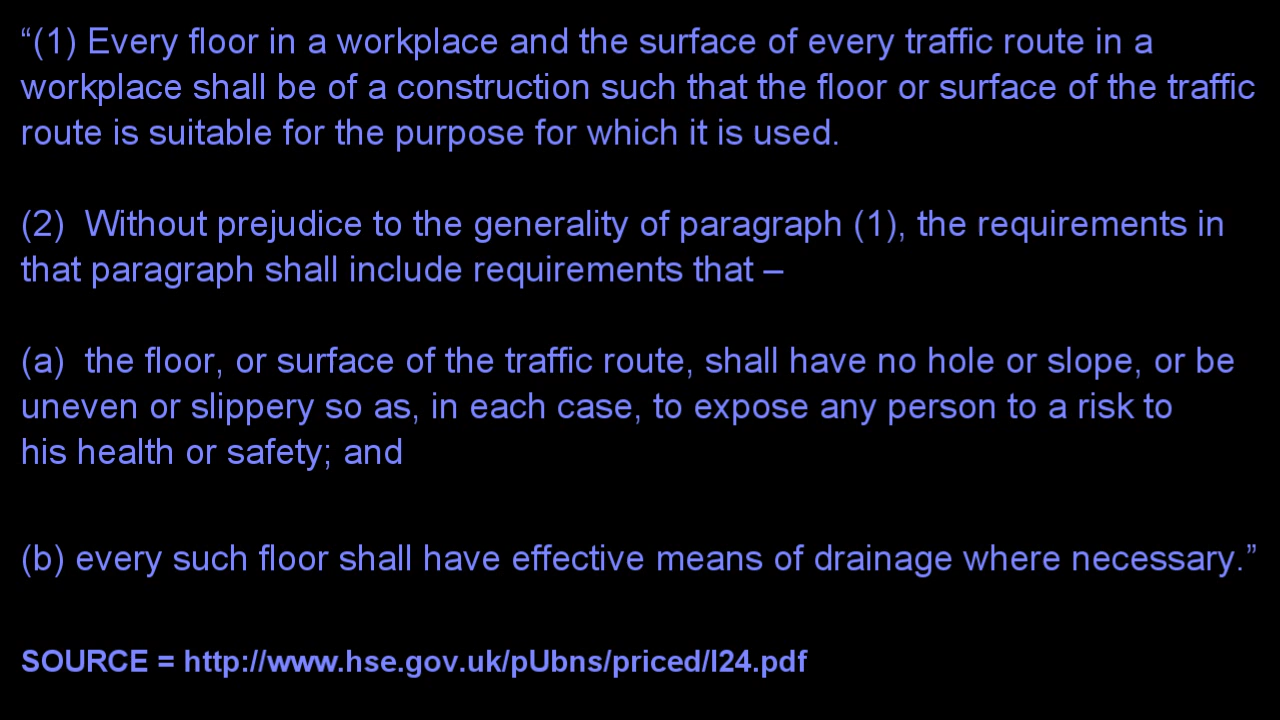 “(1) Every floor in a workplace and the surface of every traffic route in a
workplace shall be of a construction such that the floor or surface of the traffic
route is suitable for the purpose for which it is used.
(2)  Without prejudice to the generality of paragraph (1), the requirements in
that paragraph shall include requirements that –
(a)  the floor, or surface of the traffic route, shall have no hole or slope, or be
uneven or slippery so as, in each case, to expose any person to a risk to
his health or safety; and
(b) every such floor shall have effective means of drainage where necessary.”
SOURCE = http://www.hse.gov.uk/pUbns/priced/l24.pdf